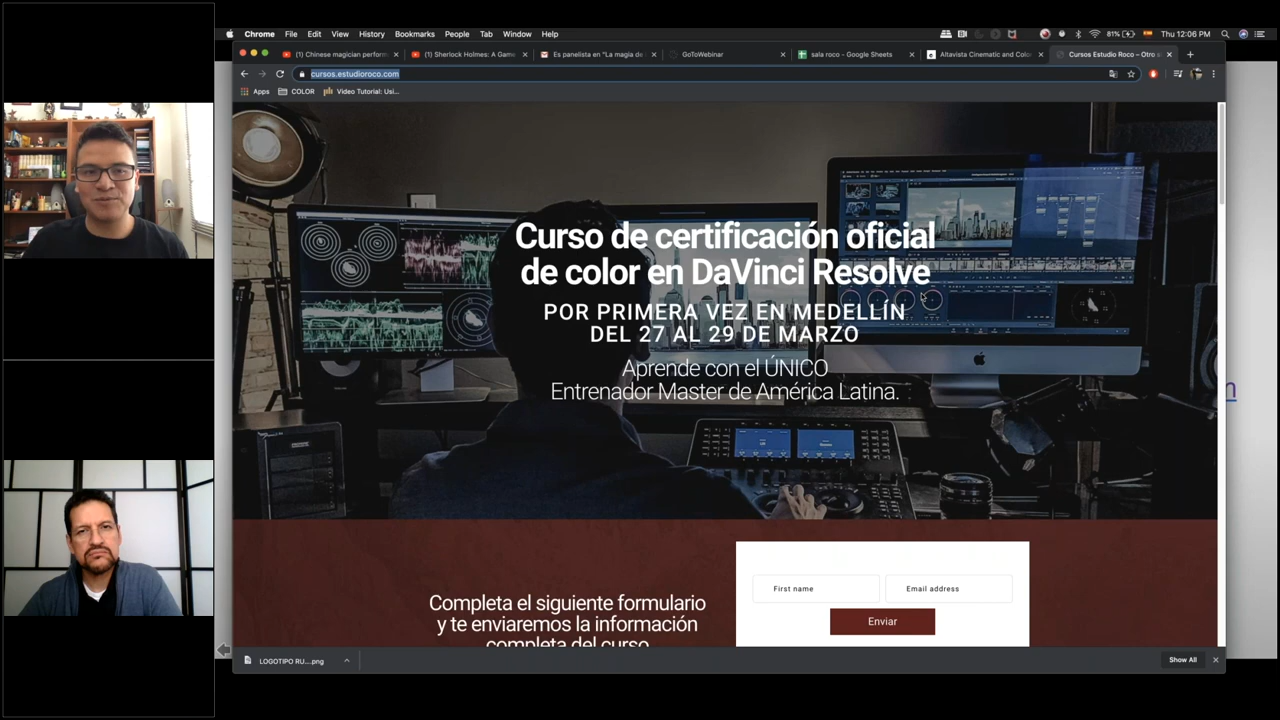 Chrome File Edit View History Bookmarks People Tab Window Help
81% Thu 12:06 PM
(1) Chinese magician perform
(1) Sherlock Holmes: A Game
Es panelista en "La magia de
GoToWebinar
sala roco - Google Sheets
Altavista Cinematic and Color
Cursos Estudio Roco – Otro s
cursos.estudioroco.com
Apps COLOR Video Tutorial: Usi...
Curso de certificación oficial
de color en DaVinci Resolve
POR PRIMERA VEZ EN MEDELLÍN
DEL 27 AL 29 DE MARZO
Aprende con el ÚNICO
Entrenador Master de América Latina.
Completa el siguiente formulario
y te enviaremos la información
completa del curso
First name
Email address
Enviar
LOGOTIPO RU....png
Show All